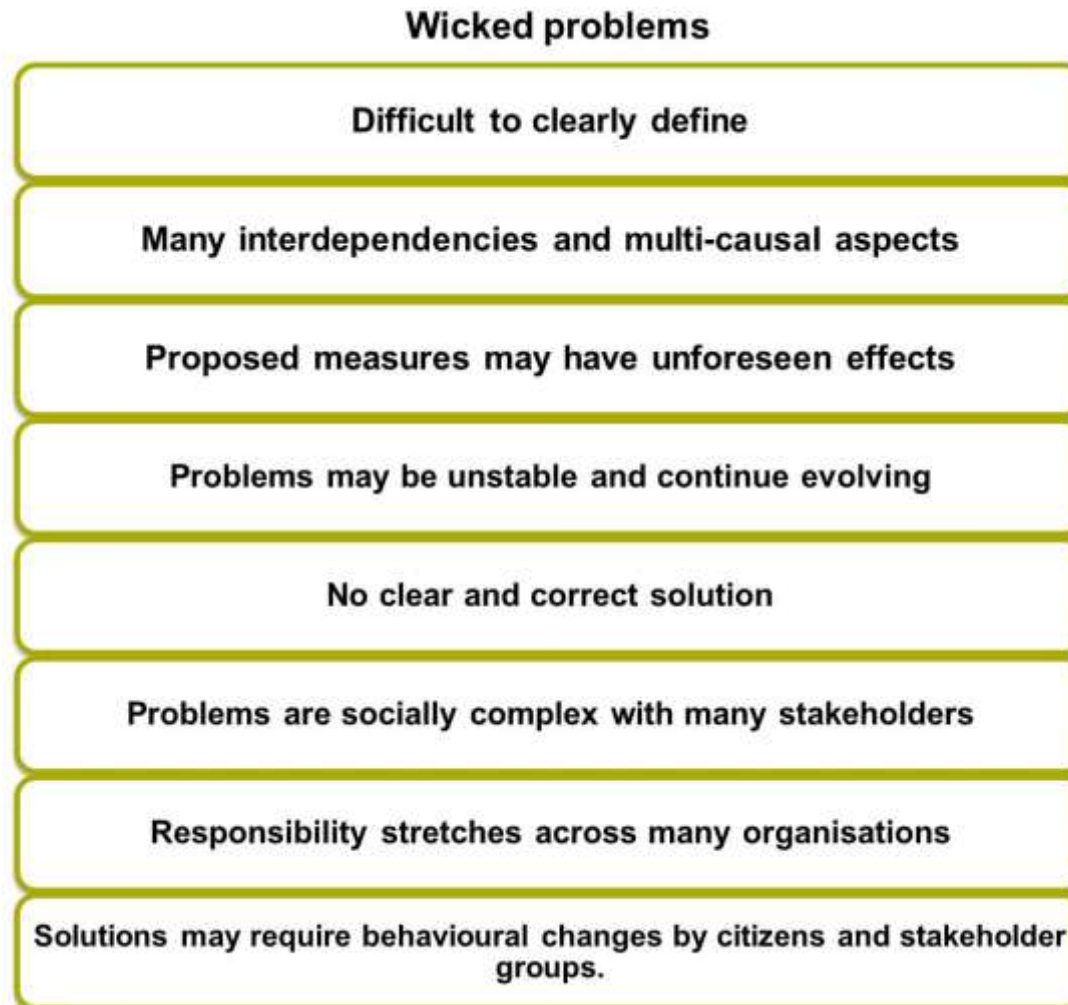 Wicked problems
Difficult to clearly define
Many interdependencies and multi-causal aspects
Proposed measures may have unforeseen effects
Problems may be unstable and continue evolving
No clear and correct solution
Problems are socially complex with many stakeholders
Responsibility stretches across many organisations
Solutions may require behavioural changes by citizens and stakeholder
groups.